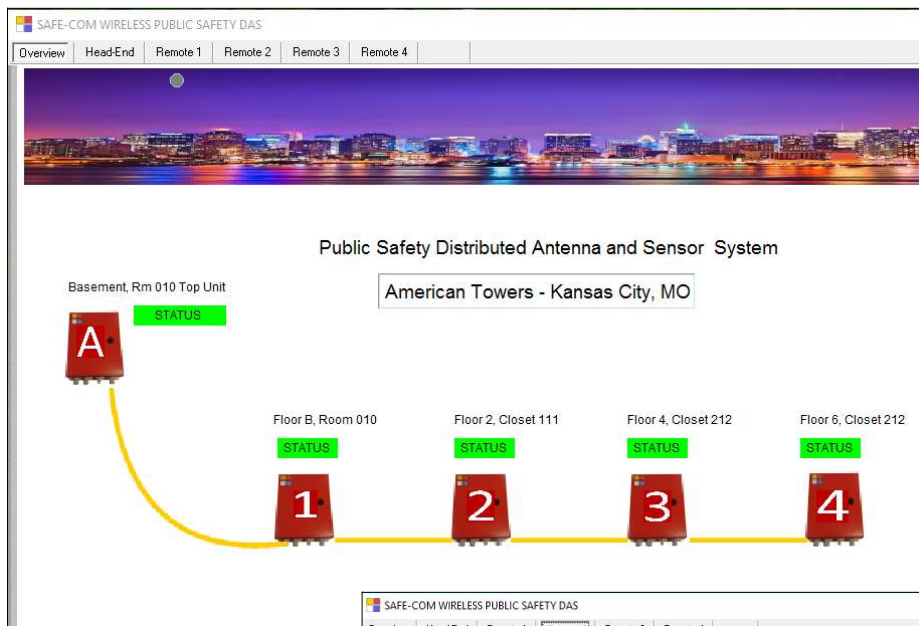 SAFE-COM WIRELESS PUBLIC SAFETY DAS
Overview Head-End Remote 1 Remote 2 Remote 3 Remote 4
Public Safety Distributed Antenna and Sensor System
American Towers - Kansas City, MO
Basement, Rm 010 Top Unit
STATUS
A
Floor B, Room 010 Floor 2, Closet 111 Floor 4, Closet 212 Floor 6, Closet 212
STATUS STATUS STATUS STATUS
1 2 3 4
SAFE-COM WIRELESS PUBLIC SAFETY DAS